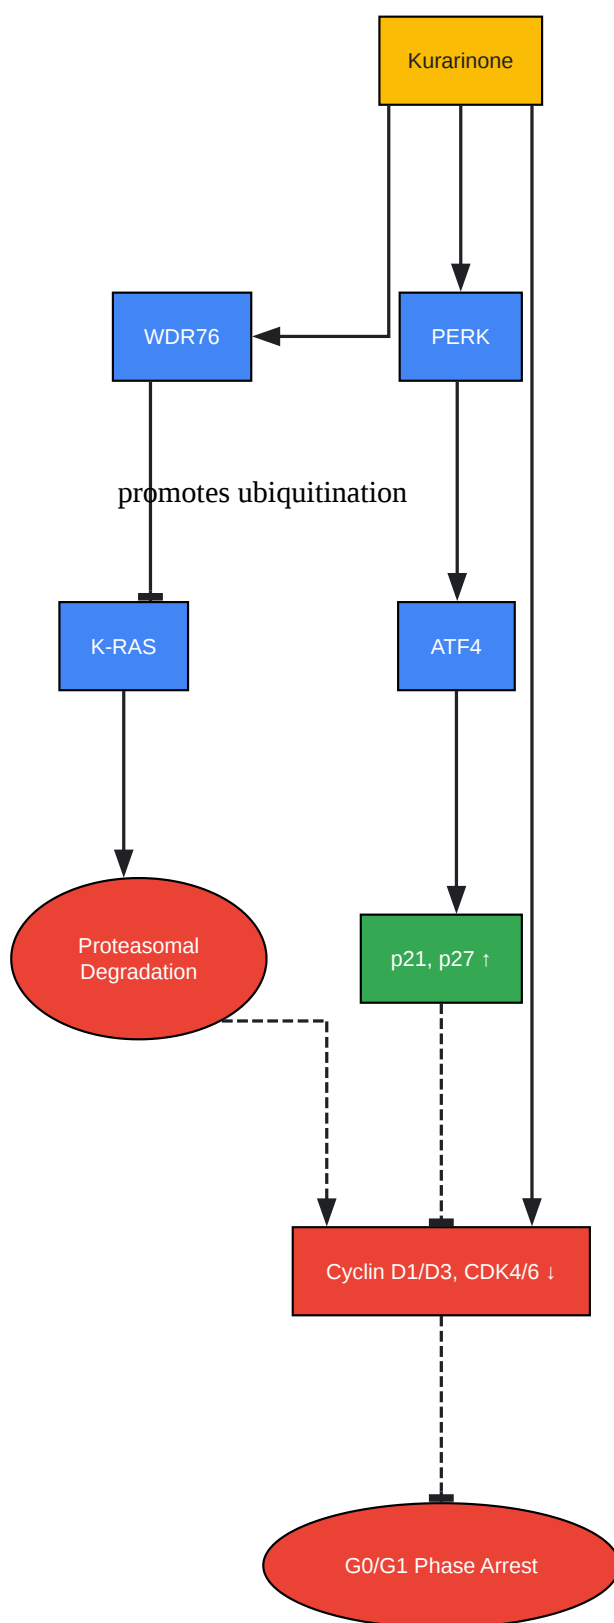 Kurarinone
WDR76
PERK
promotes ubiquitination
K-RAS
ATF4
Proteasomal
Degradation
p21, p27 ↑
Cyclin D1/D3, CDK4/6 ↓
G0/G1 Phase Arrest